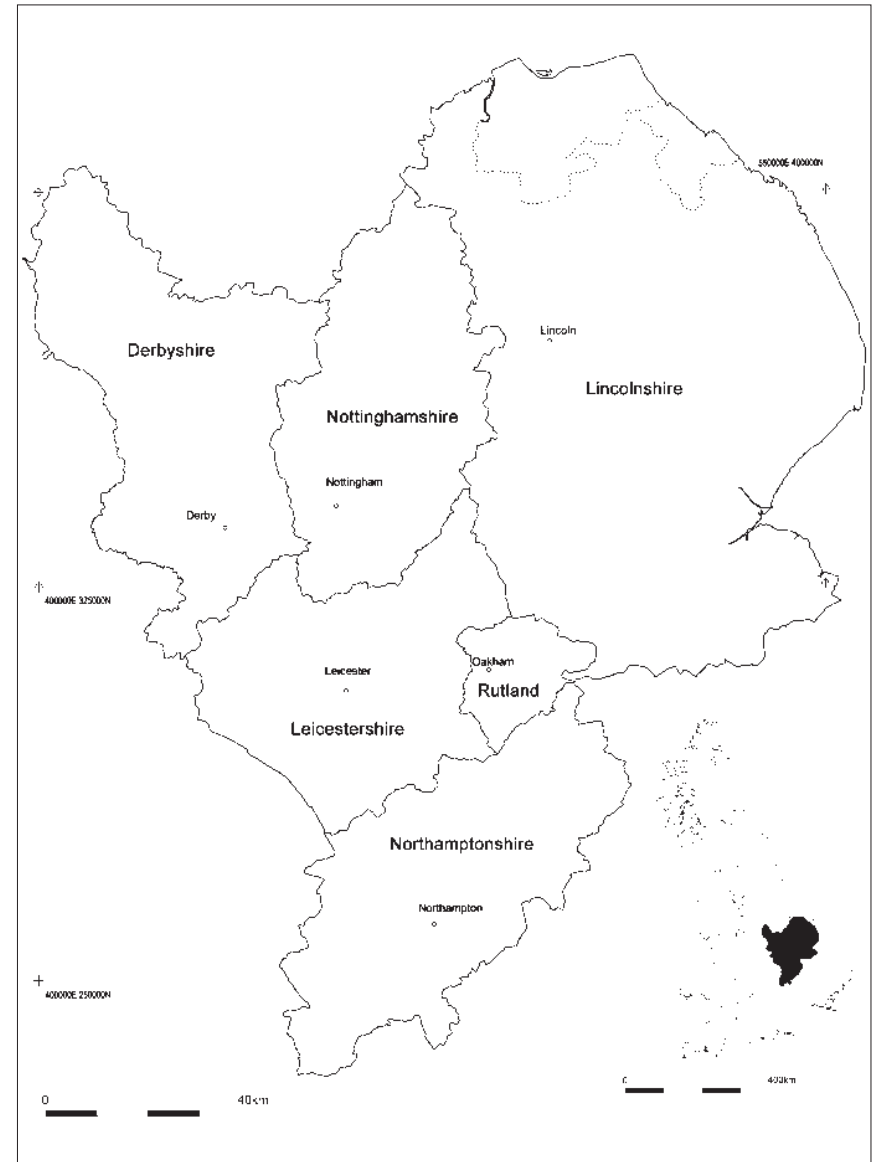 550000E 400000N
Lincoln
Derbyshire
Lincolnshire
Nottinghamshire
Nottingham
Derby
400000E 325000N
Oakham
Leicester
Rutland
Leicestershire
Northamptonshire
Northampton
400000E 250000N
0 400km
0 40km